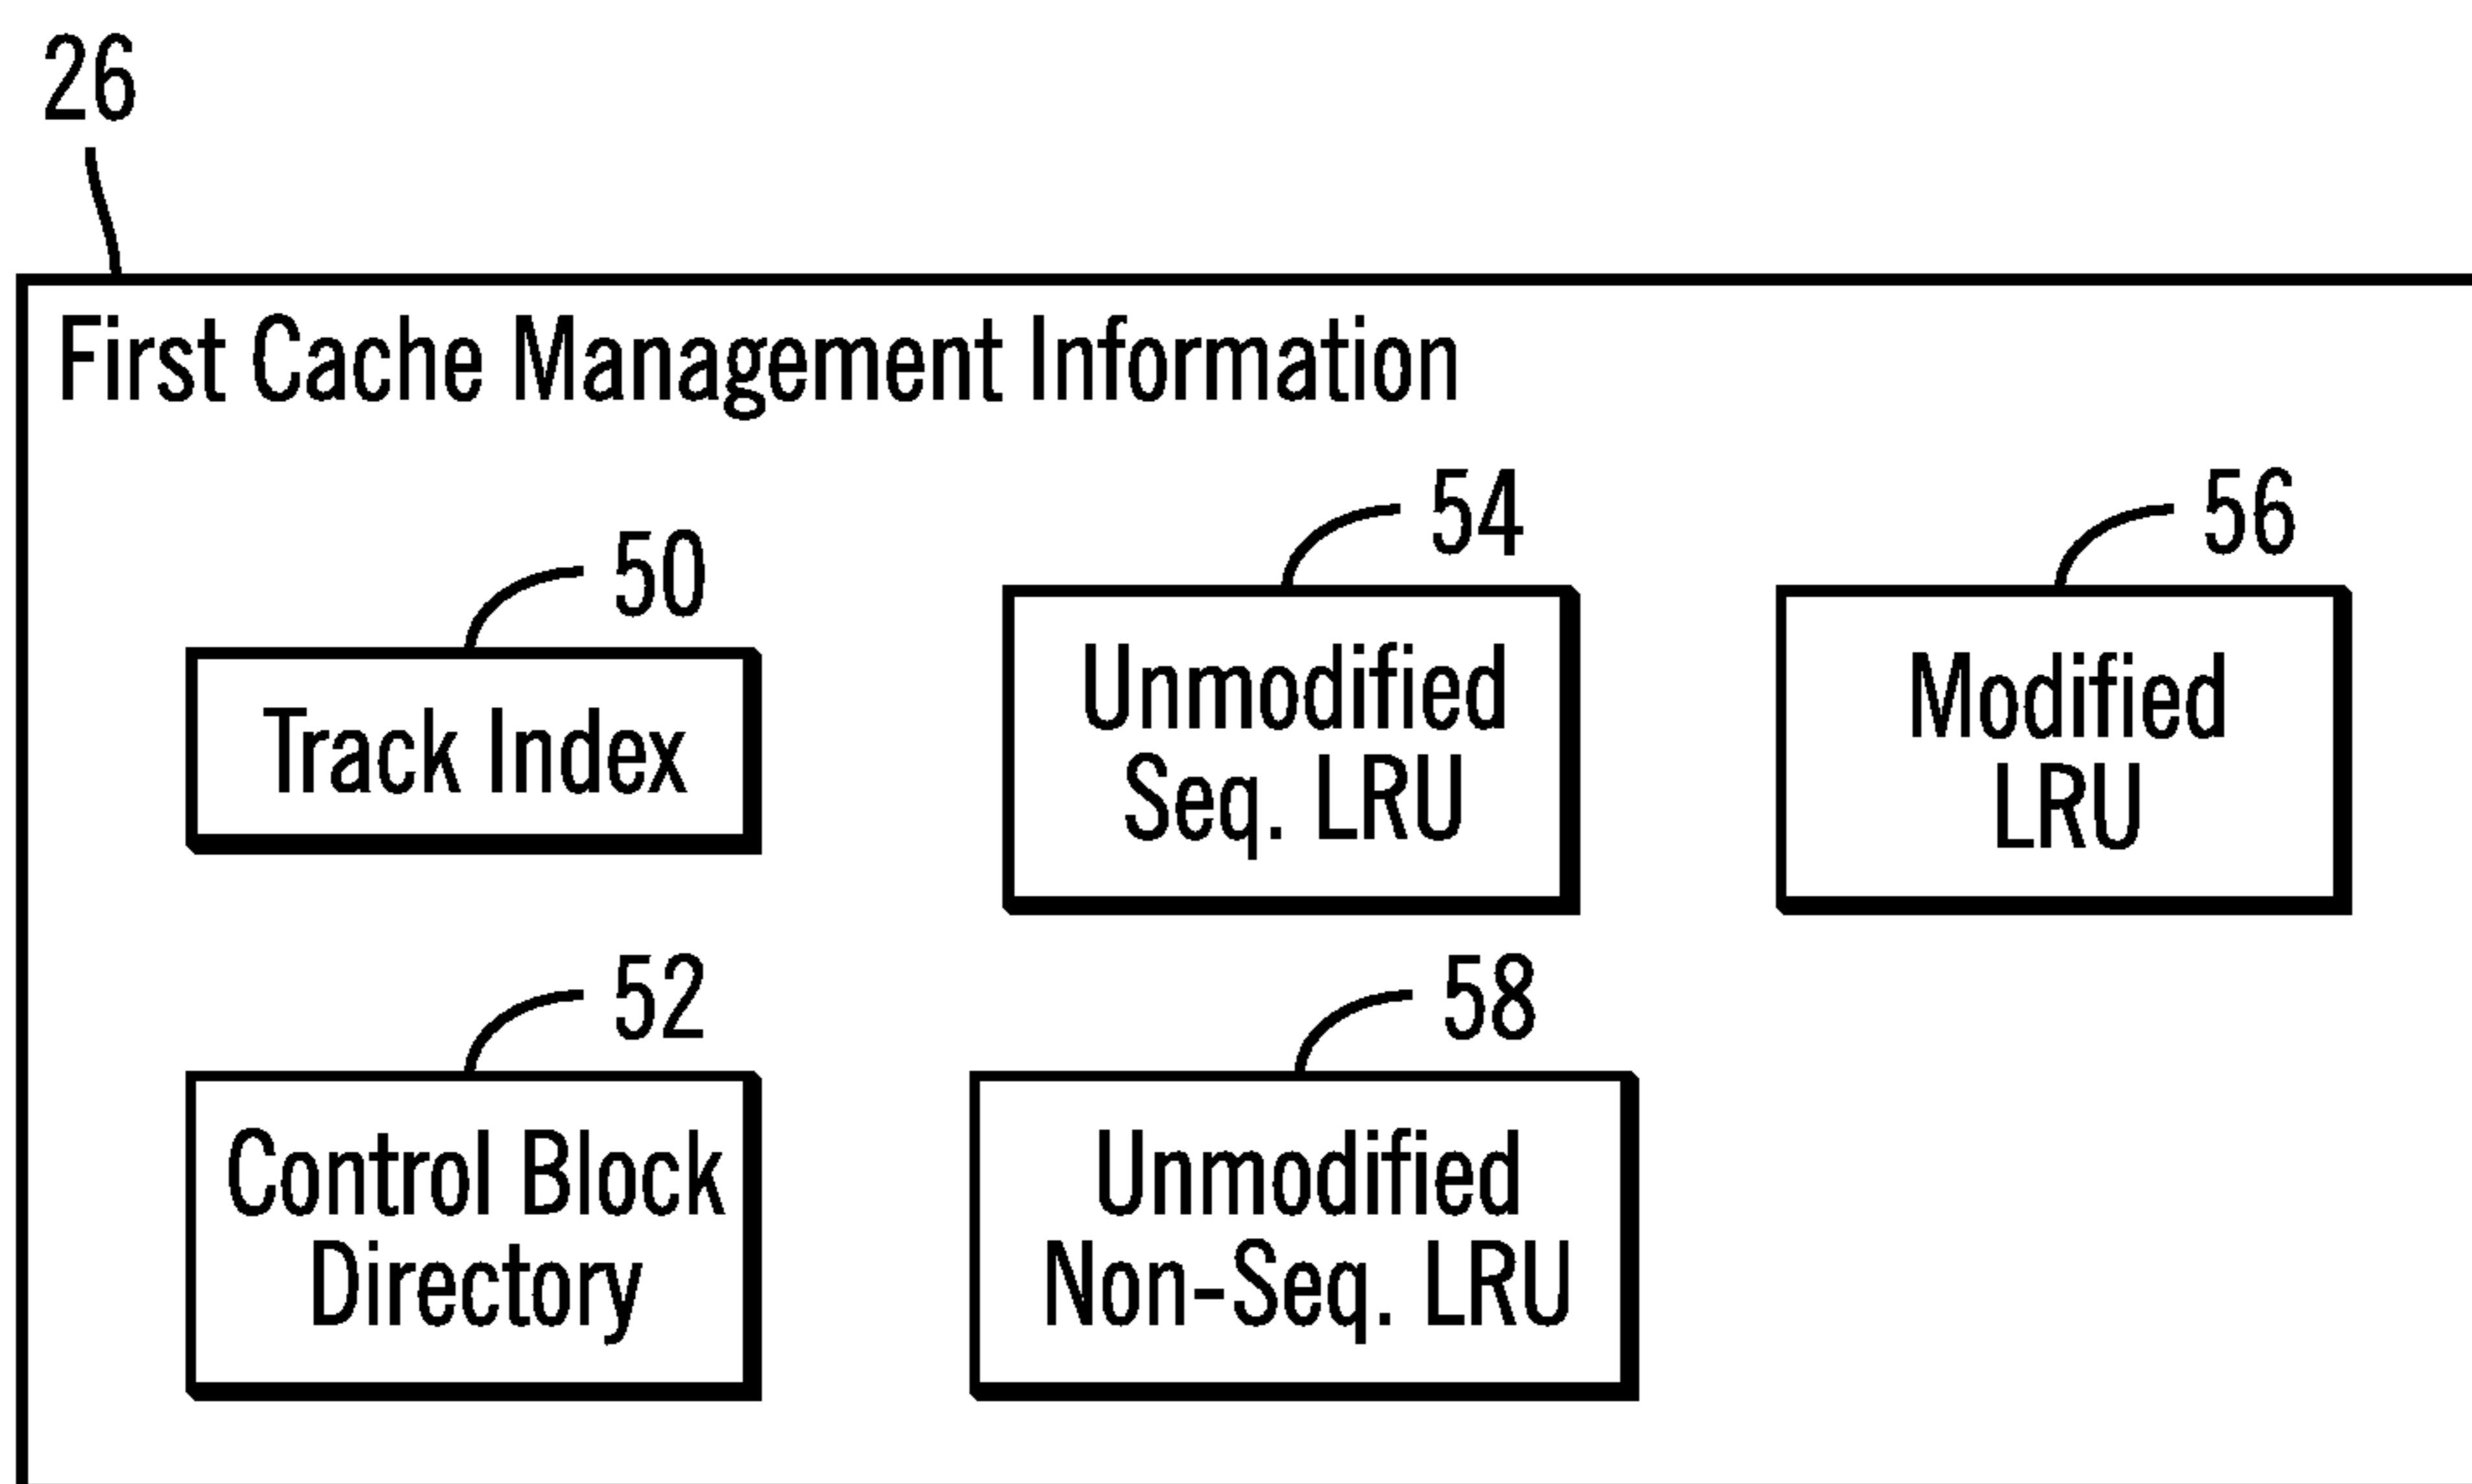 26
First Cache Management Information
50
Track Index
54
Unmodified
Seq. LRU
56
Modified
LRU
52
Control Block
Directory
58
Unmodified
Non-Seq. LRU